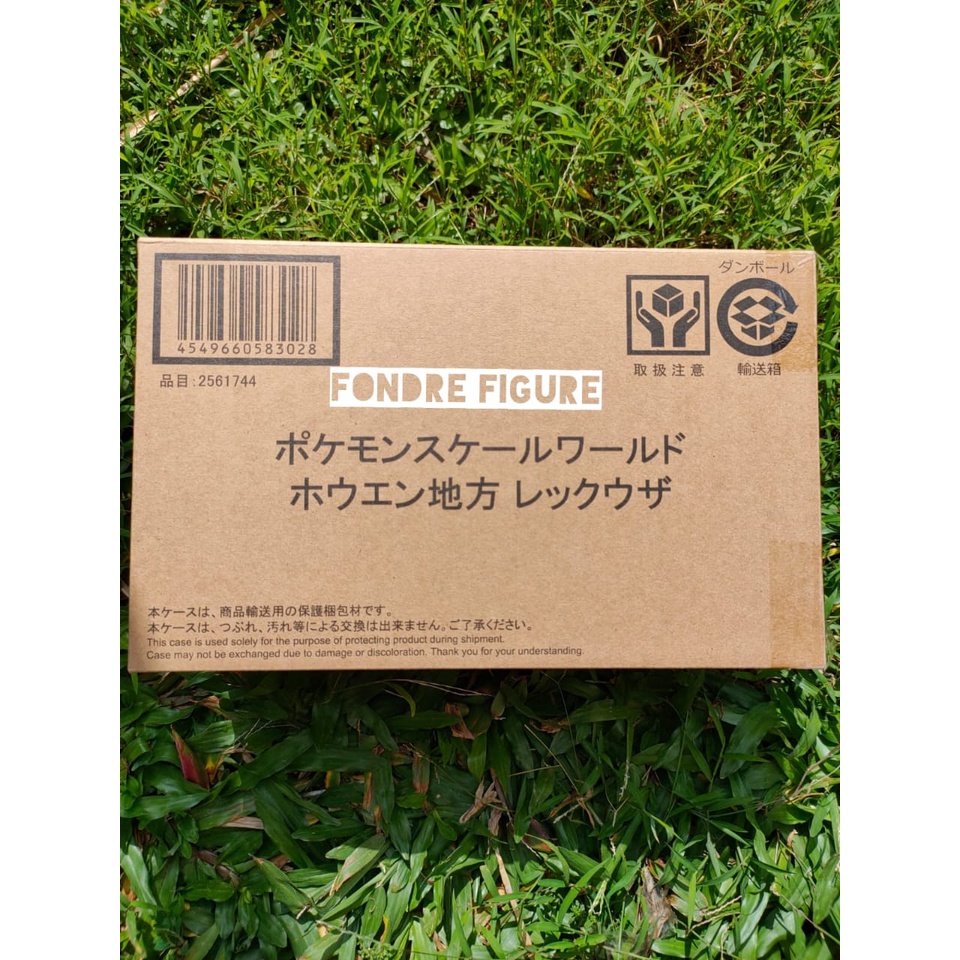 ダンボール
4549660583028
取扱注意
輸送箱
品目:2561744
FONDRE FIGURE
ポケモンスケールワールド
ホウエン地方 レックウザ
本ケースは、商品輸送用の保護梱包材です。
本ケースは、つぶれ、汚れ等による交換は出来ません。ご了承ください。
This case is used solely for the purpose of protecting product during shipment.
Case may not be exchanged due to damage or discoloration. Thank you for your understanding.